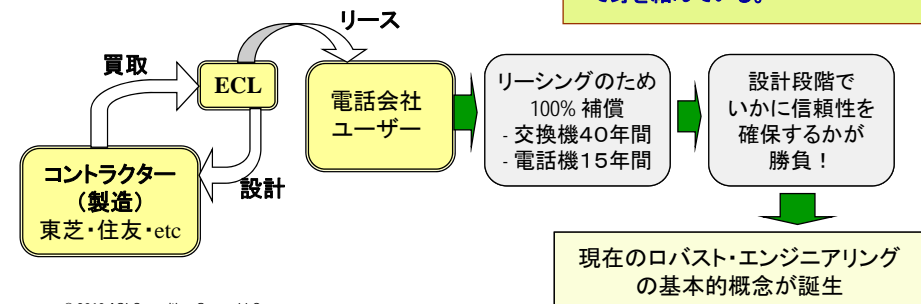 リース
買取
ECL
設計
コントラクター
（製造）
東芝・住友・etc
電話会社
ユーザー
リーシングのため
100% 補償
- 交換機４０年間
- 電話機１５年間
設計段階で
いかに信頼性を
確保するかが
勝負！
現在のロバスト・エンジニアリング
の基本的概念が誕生